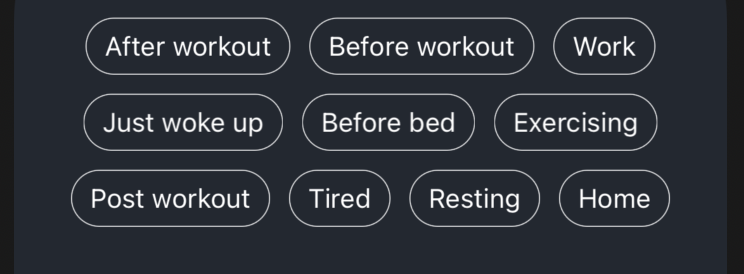 After workout Before workout Work
Just woke up Before bed Exercising
Post workout Tired Resting Home